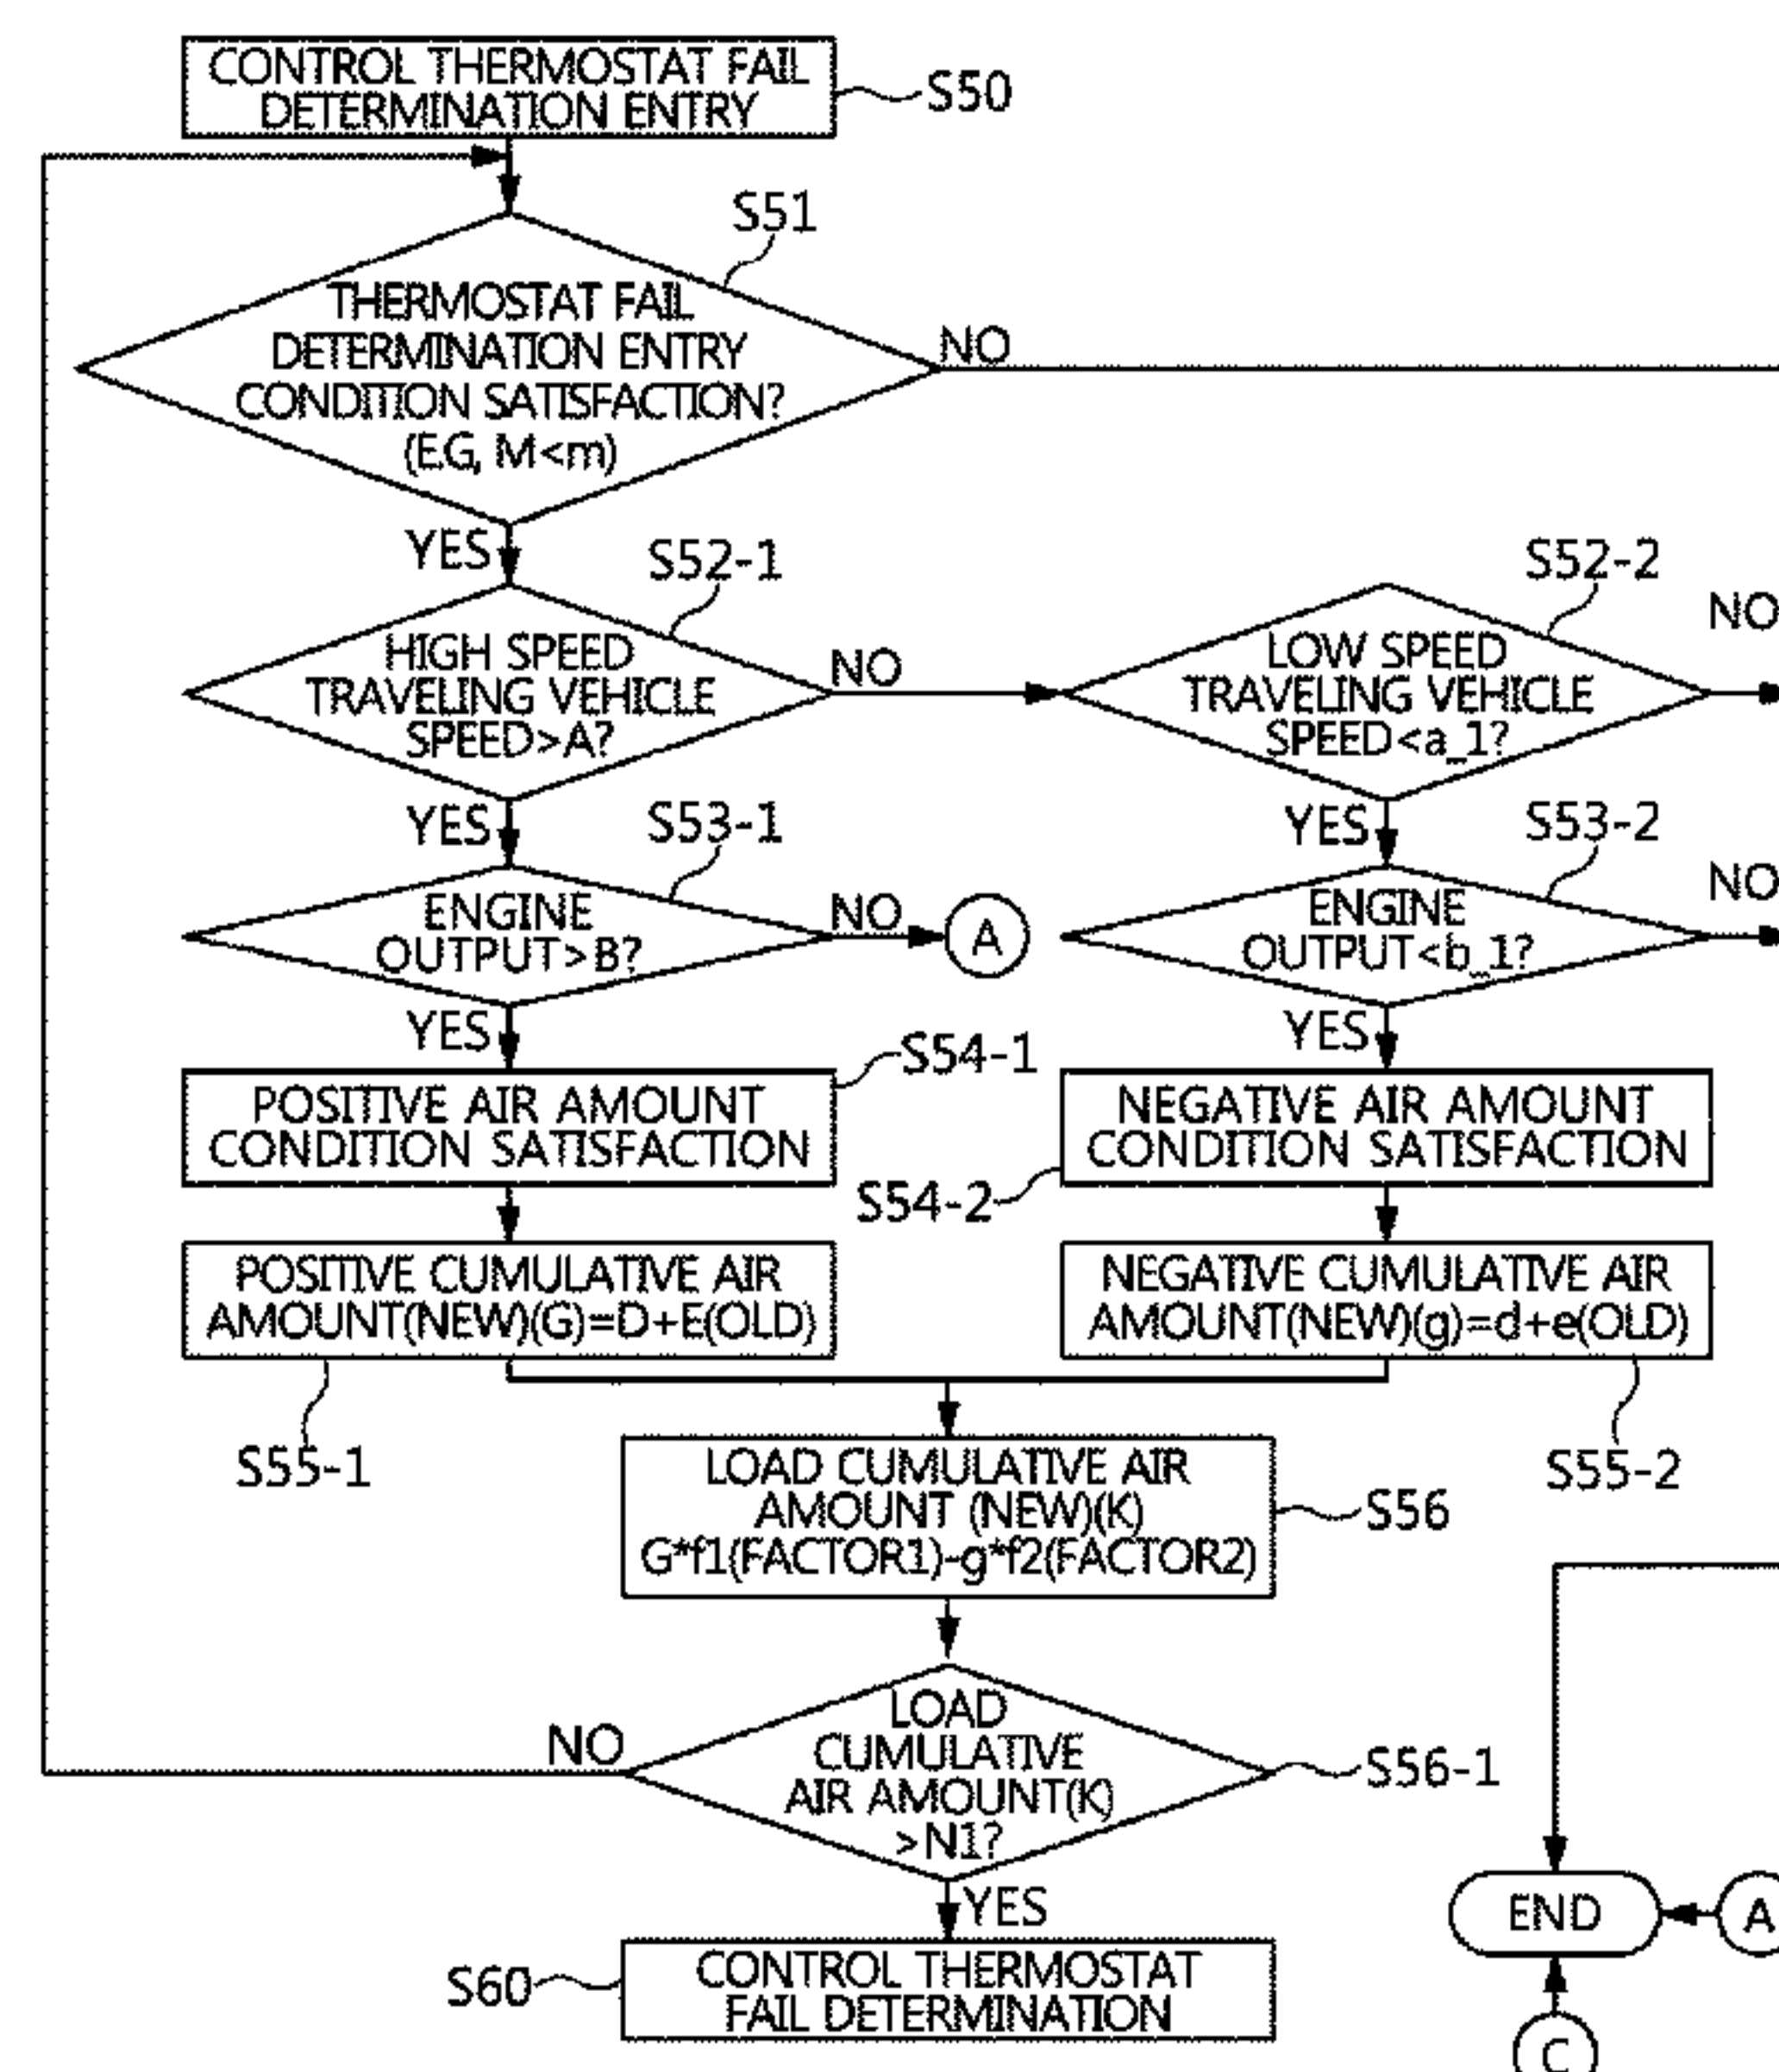 CONTROL THERMOSTAT FAIL
DETERMINATION ENTRY
S50
S51
THERMOSTAT FAIL
DETERMINATION ENTRY
CONDITION SATISFACTION?
(E.G, M<m)
NO
YES
S52-1
HIGH SPEED
TRAVELING VEHICLE
SPEED>A?
NO
S52-2
LOW SPEED
TRAVELING VEHICLE
SPEED<a_1?
NO
YES
S53-1
ENGINE
OUTPUT>B?
NO
A
YES
S53-2
ENGINE
OUTPUT<b_1?
NO
YES
S54-1
POSITIVE AIR AMOUNT
CONDITION SATISFACTION
YES
NEGATIVE AIR AMOUNT
CONDITION SATISFACTION
S54-2
POSITIVE CUMULATIVE AIR
AMOUNT(NEW)(G)=D+E(OLD)
S55-1
NEGATIVE CUMULATIVE AIR
AMOUNT(NEW)(g)=d+e(OLD)
S55-2
LOAD CUMULATIVE AIR
AMOUNT (NEW)(K)
G*f1(FACTOR1)-g*f2(FACTOR2)
S56
LOAD
CUMULATIVE
AIR AMOUNT(K)
>N1?
S56-1
NO
YES
S60
CONTROL THERMOSTAT
FAIL DETERMINATION
END
A
C